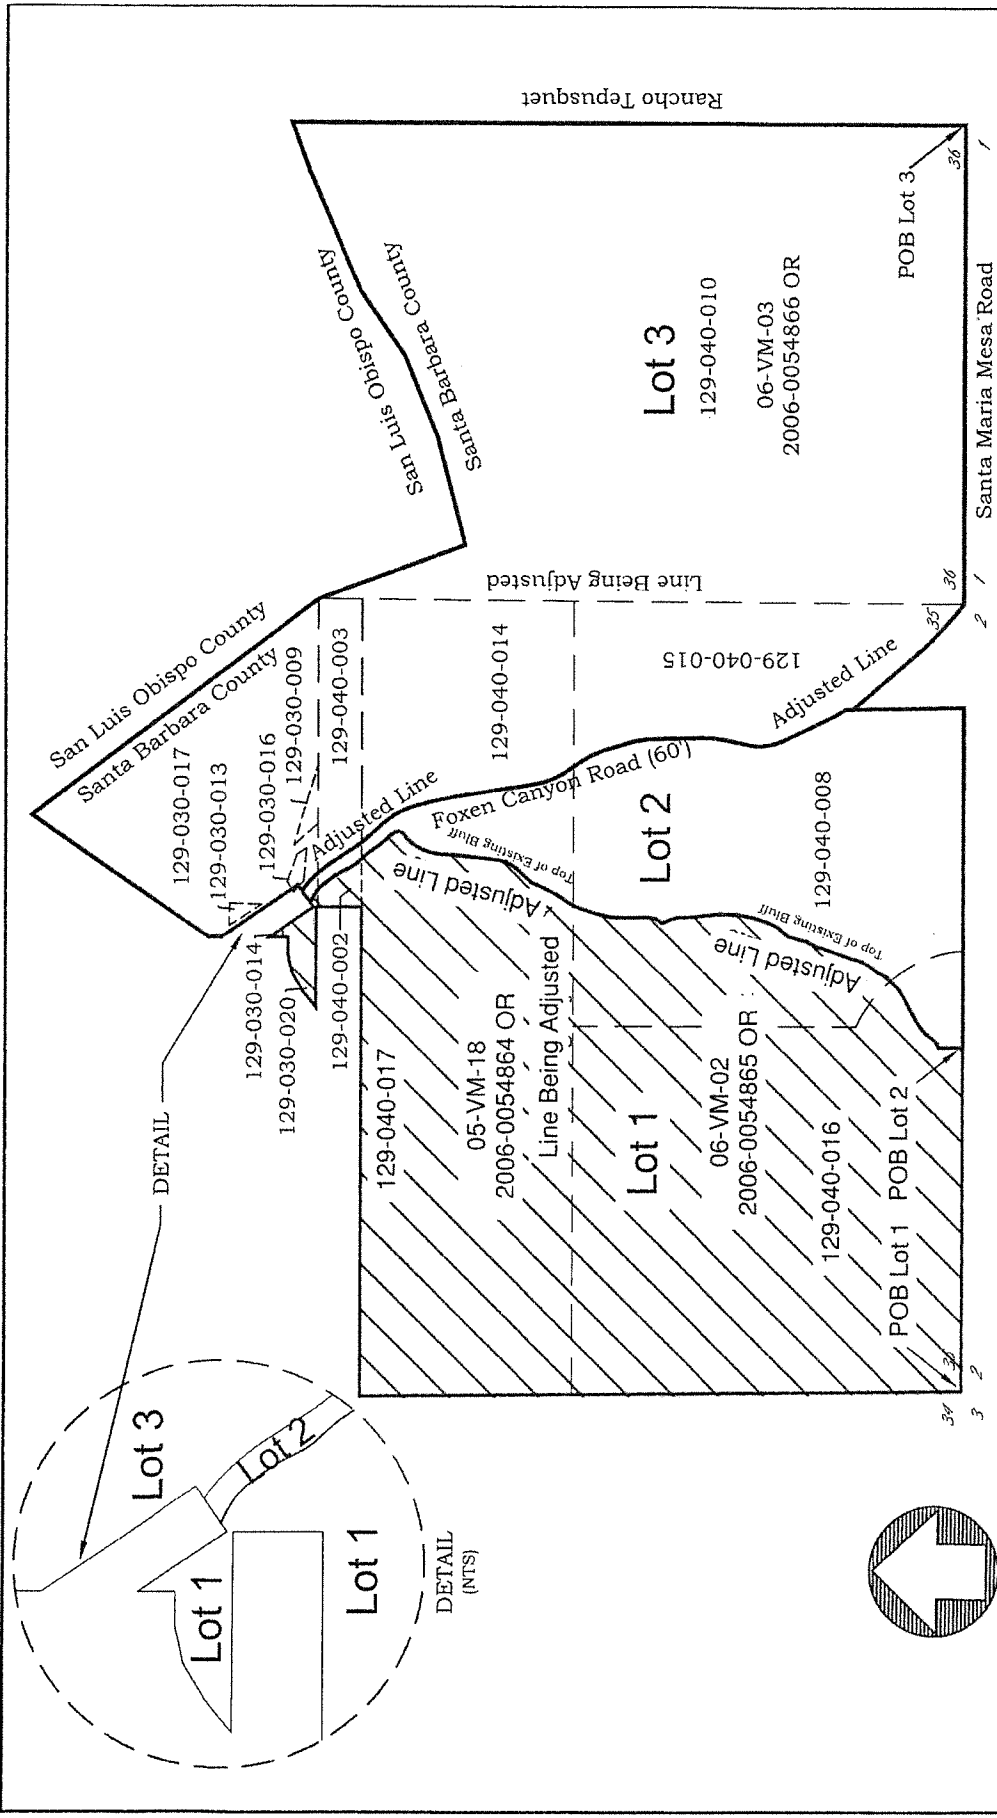 DETAIL
Lot 3
Lot 2
Lot 1
Lot 1
DETAIL
(NTS)
San Luis Obispo County
Santa Barbara County
129-030-017
129-030-013
129-030-016
129-030-009
129-040-003
129-030-014
129-030-020
129-040-002
Adjusted Line
San Luis Obispo County
Santa Barbara County
Rancho Tepusquet
129-040-017
05-VM-18
2006-0054864 OR
Line Being Adjusted
Adjusted Line
Top of Existing Bluff
Foxen Canyon Road (60')
129-040-014
Line Being Adjusted
129-040-015
Adjusted Line
Lot 1
06-VM-02
2006-0054865 OR
129-040-016
Adjusted Line
Top of Existing Bluff
Lot 2
129-040-008
Lot 3
129-040-010
06-VM-03
2006-0054866 OR
POB Lot 1
POB Lot 2
POB Lot 3
34
3
2
35
36
2
1
36
1
Santa Maria Mesa Road